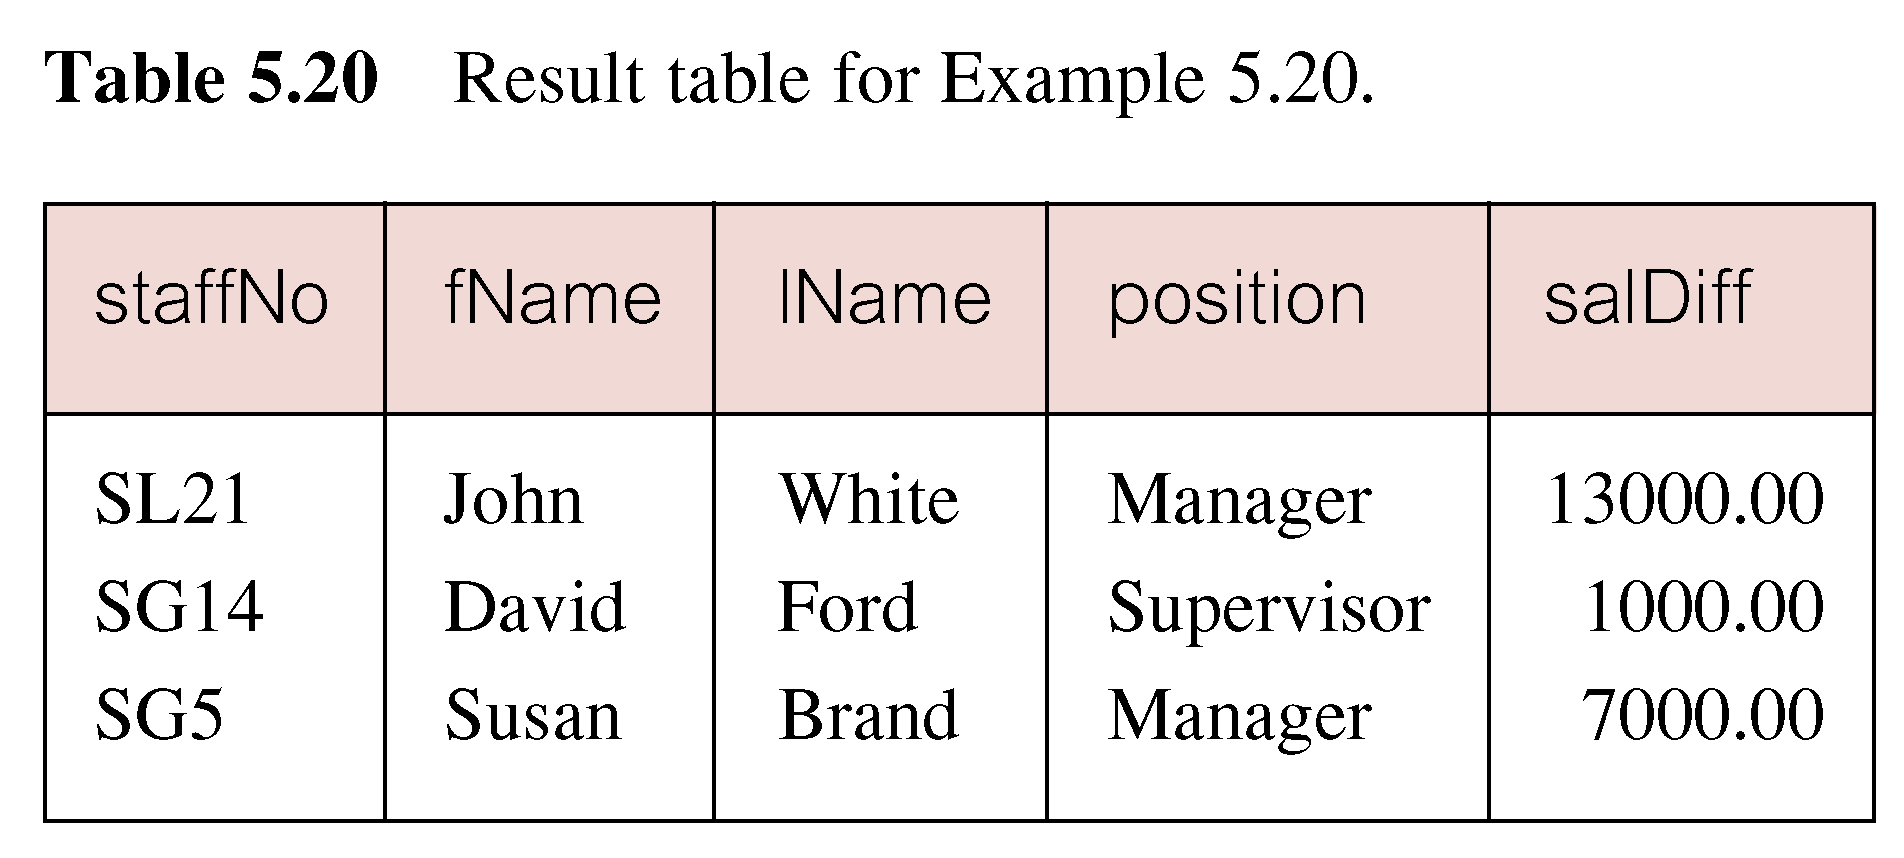 Table 5.20 Result table for Example 5.20.
staffNo fName lName position salDiff
SL21 John White Manager 13000.00
SG14 David Ford Supervisor 1000.00
SG5 Susan Brand Manager 7000.00